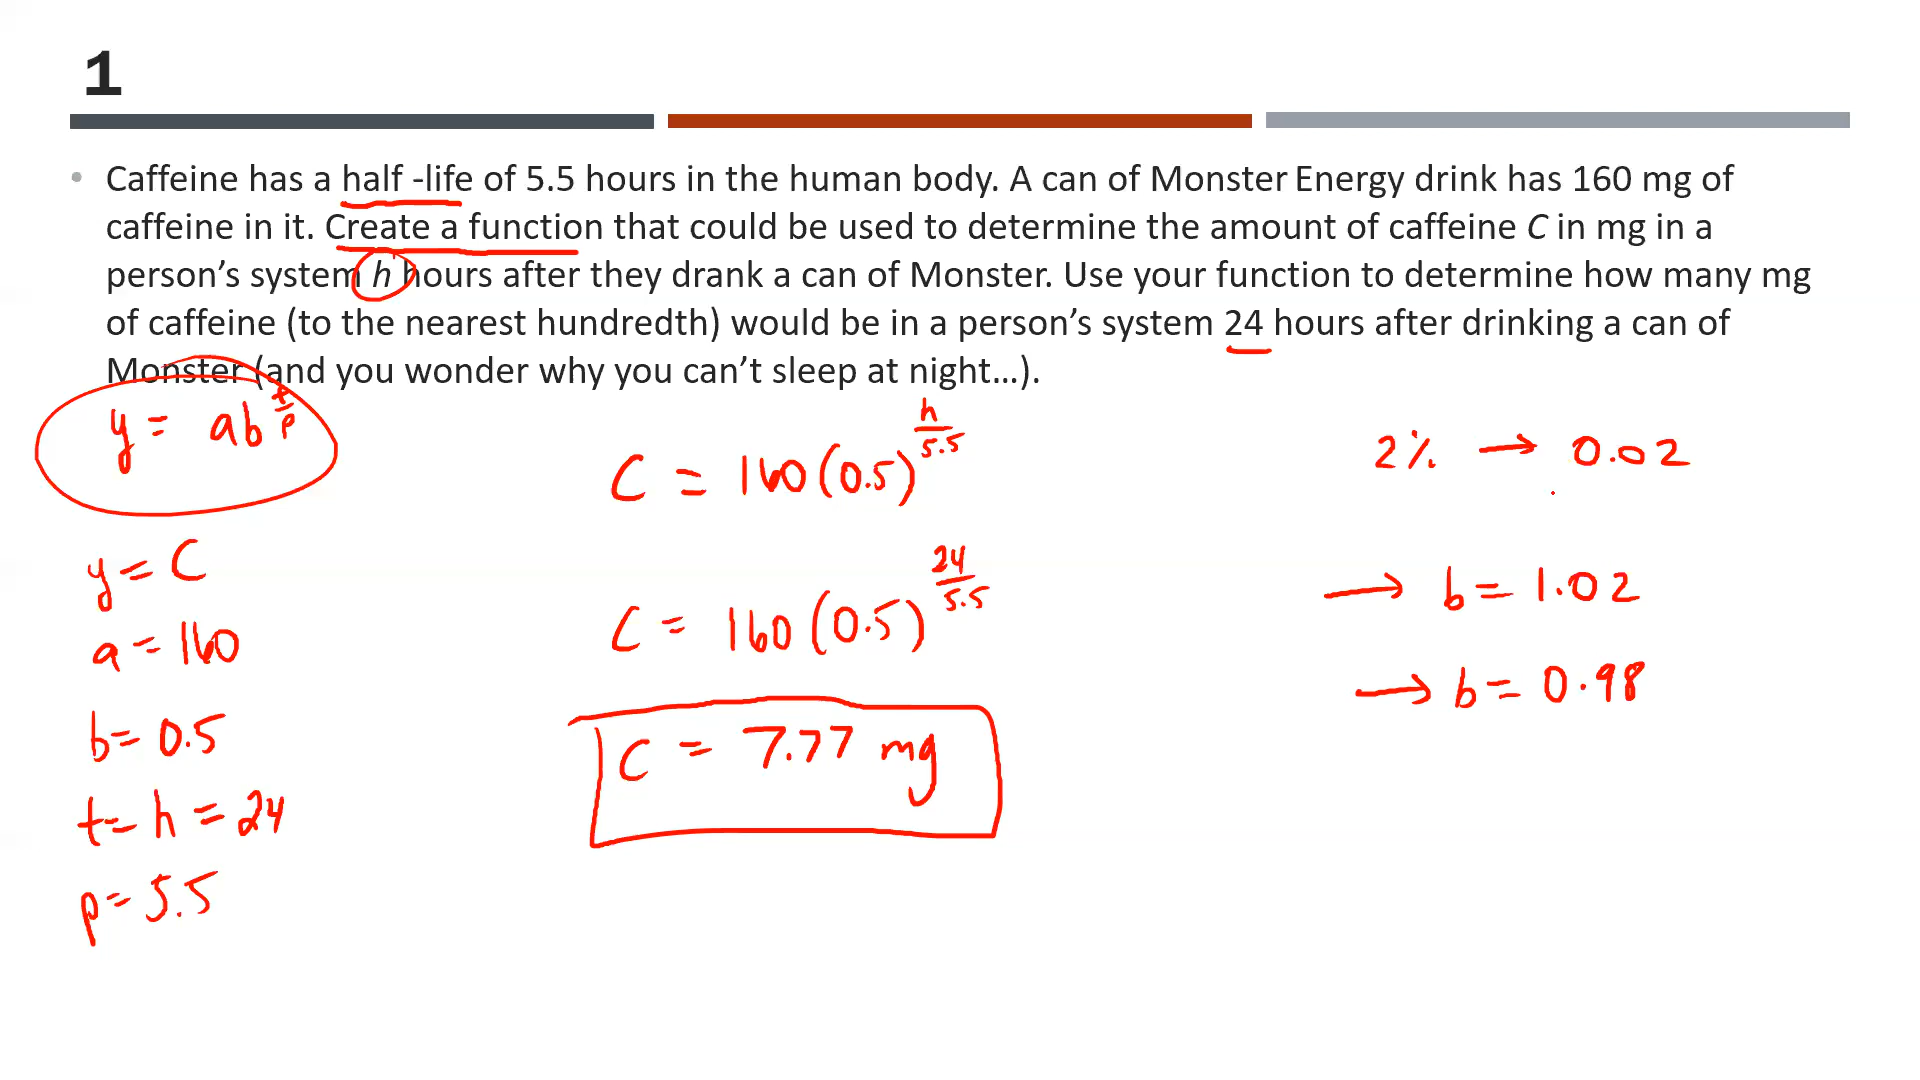 1
• Caffeine has a half -life of 5.5 hours in the human body. A can of Monster Energy drink has 160 mg of
caffeine in it. Create a function that could be used to determine the amount of caffeine C in mg in a
person’s system h hours after they drank a can of Monster. Use your function to determine how many mg
of caffeine (to the nearest hundredth) would be in a person’s system 24 hours after drinking a can of
Monster (and you wonder why you can’t sleep at night…).
y = ab^(t/p)
y = C
a = 160
b = 0.5
t = h = 24
p = 5.5
C = 160(0.5)^(h/5.5)
C = 160(0.5)^(24/5.5)
C = 7.77 mg
2% → 0.02
→ b = 1.02
→ b = 0.98